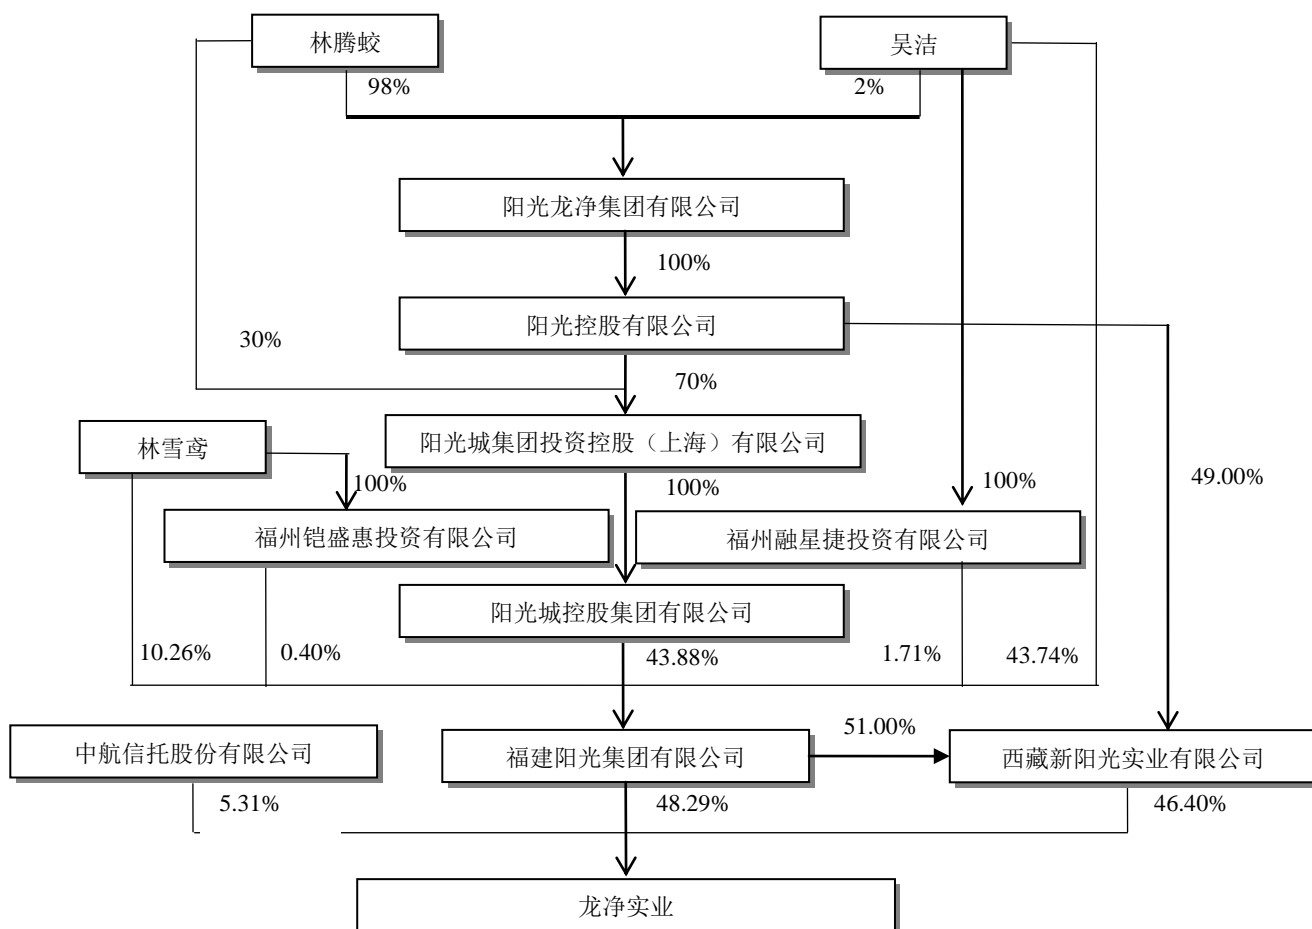 林腾蛟
吴洁
98%
2%
阳光龙净集团有限公司
100%
阳光控股有限公司
30%
70%
林雪鸢
阳光城集团投资控股（上海）有限公司
100%
100%
100%
49.00%
福州铠盛惠投资有限公司
福州融星捷投资有限公司
阳光城控股集团有限公司
10.26%
0.40%
43.88%
1.71%
43.74%
中航信托股份有限公司
福建阳光集团有限公司
51.00%
西藏新阳光实业有限公司
5.31%
48.29%
46.40%
龙净实业